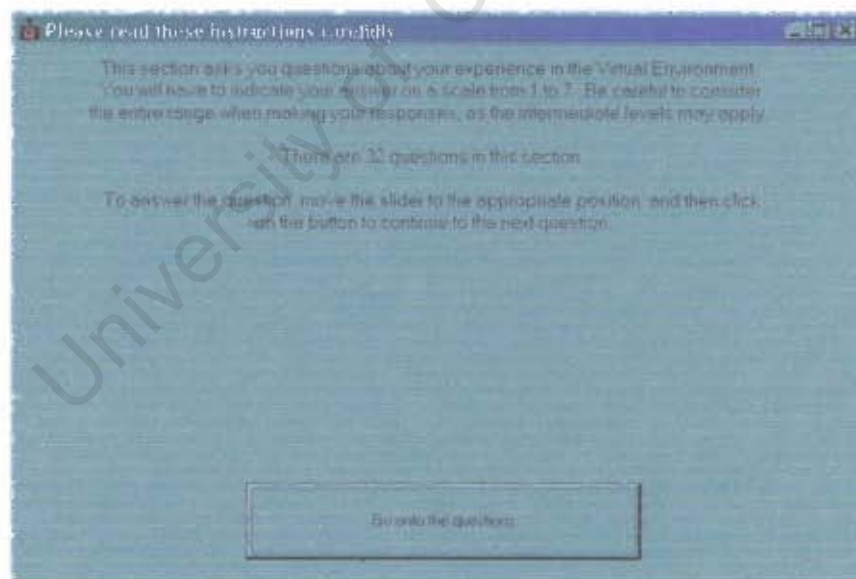 Please read these instructions carefully
This section asks you questions about your experience in the Virtual Environment.
You will have to indicate your answer on a scale from 1 to 7. Be careful to consider
the entire range when making your responses, as the intermediate levels may apply.
There are 32 questions in this section
To answer the question, move the slider to the appropriate position, and then click
on the button to continue to the next question.
Go onto the questions
University of C